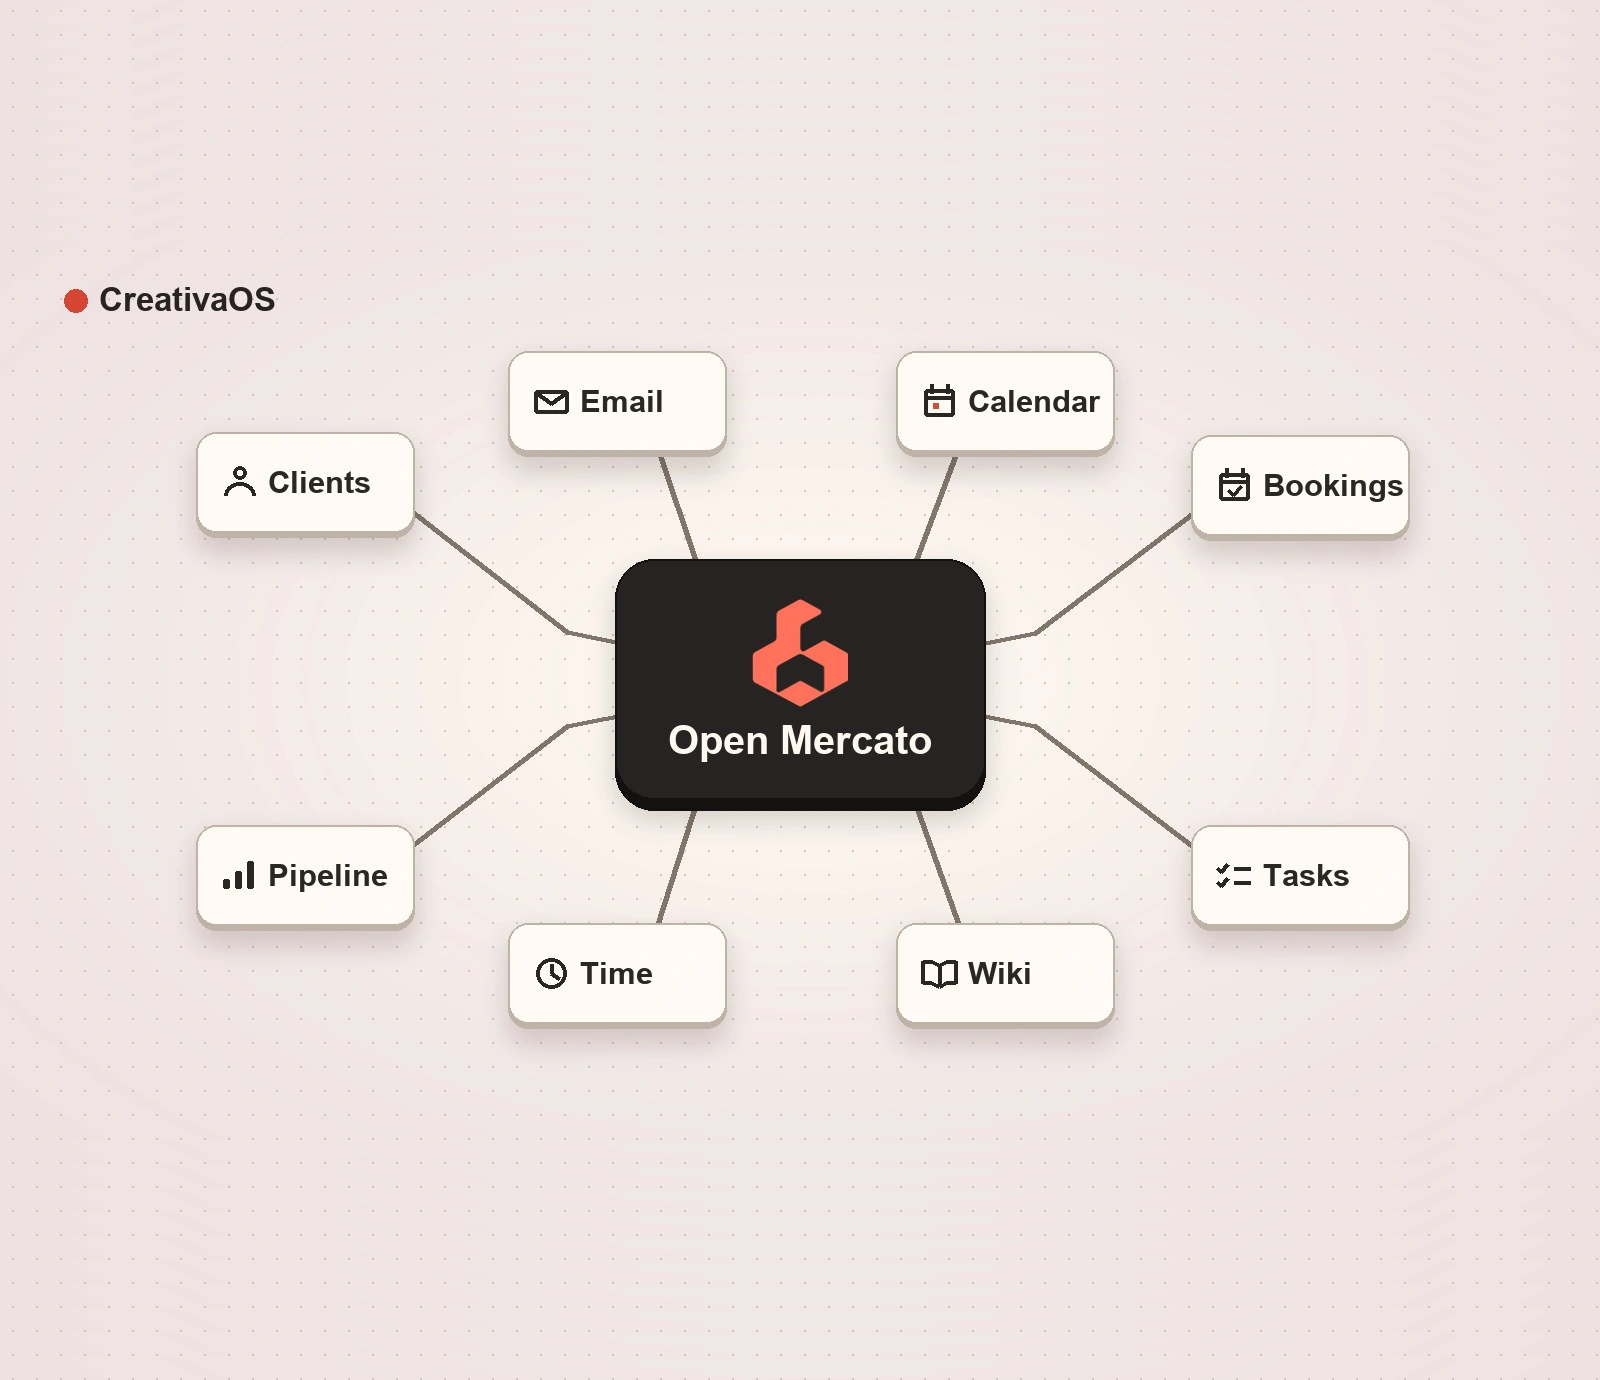 CreativaOS
Email
Calendar
Clients
Bookings
Open Mercato
Pipeline
Tasks
Time
Wiki